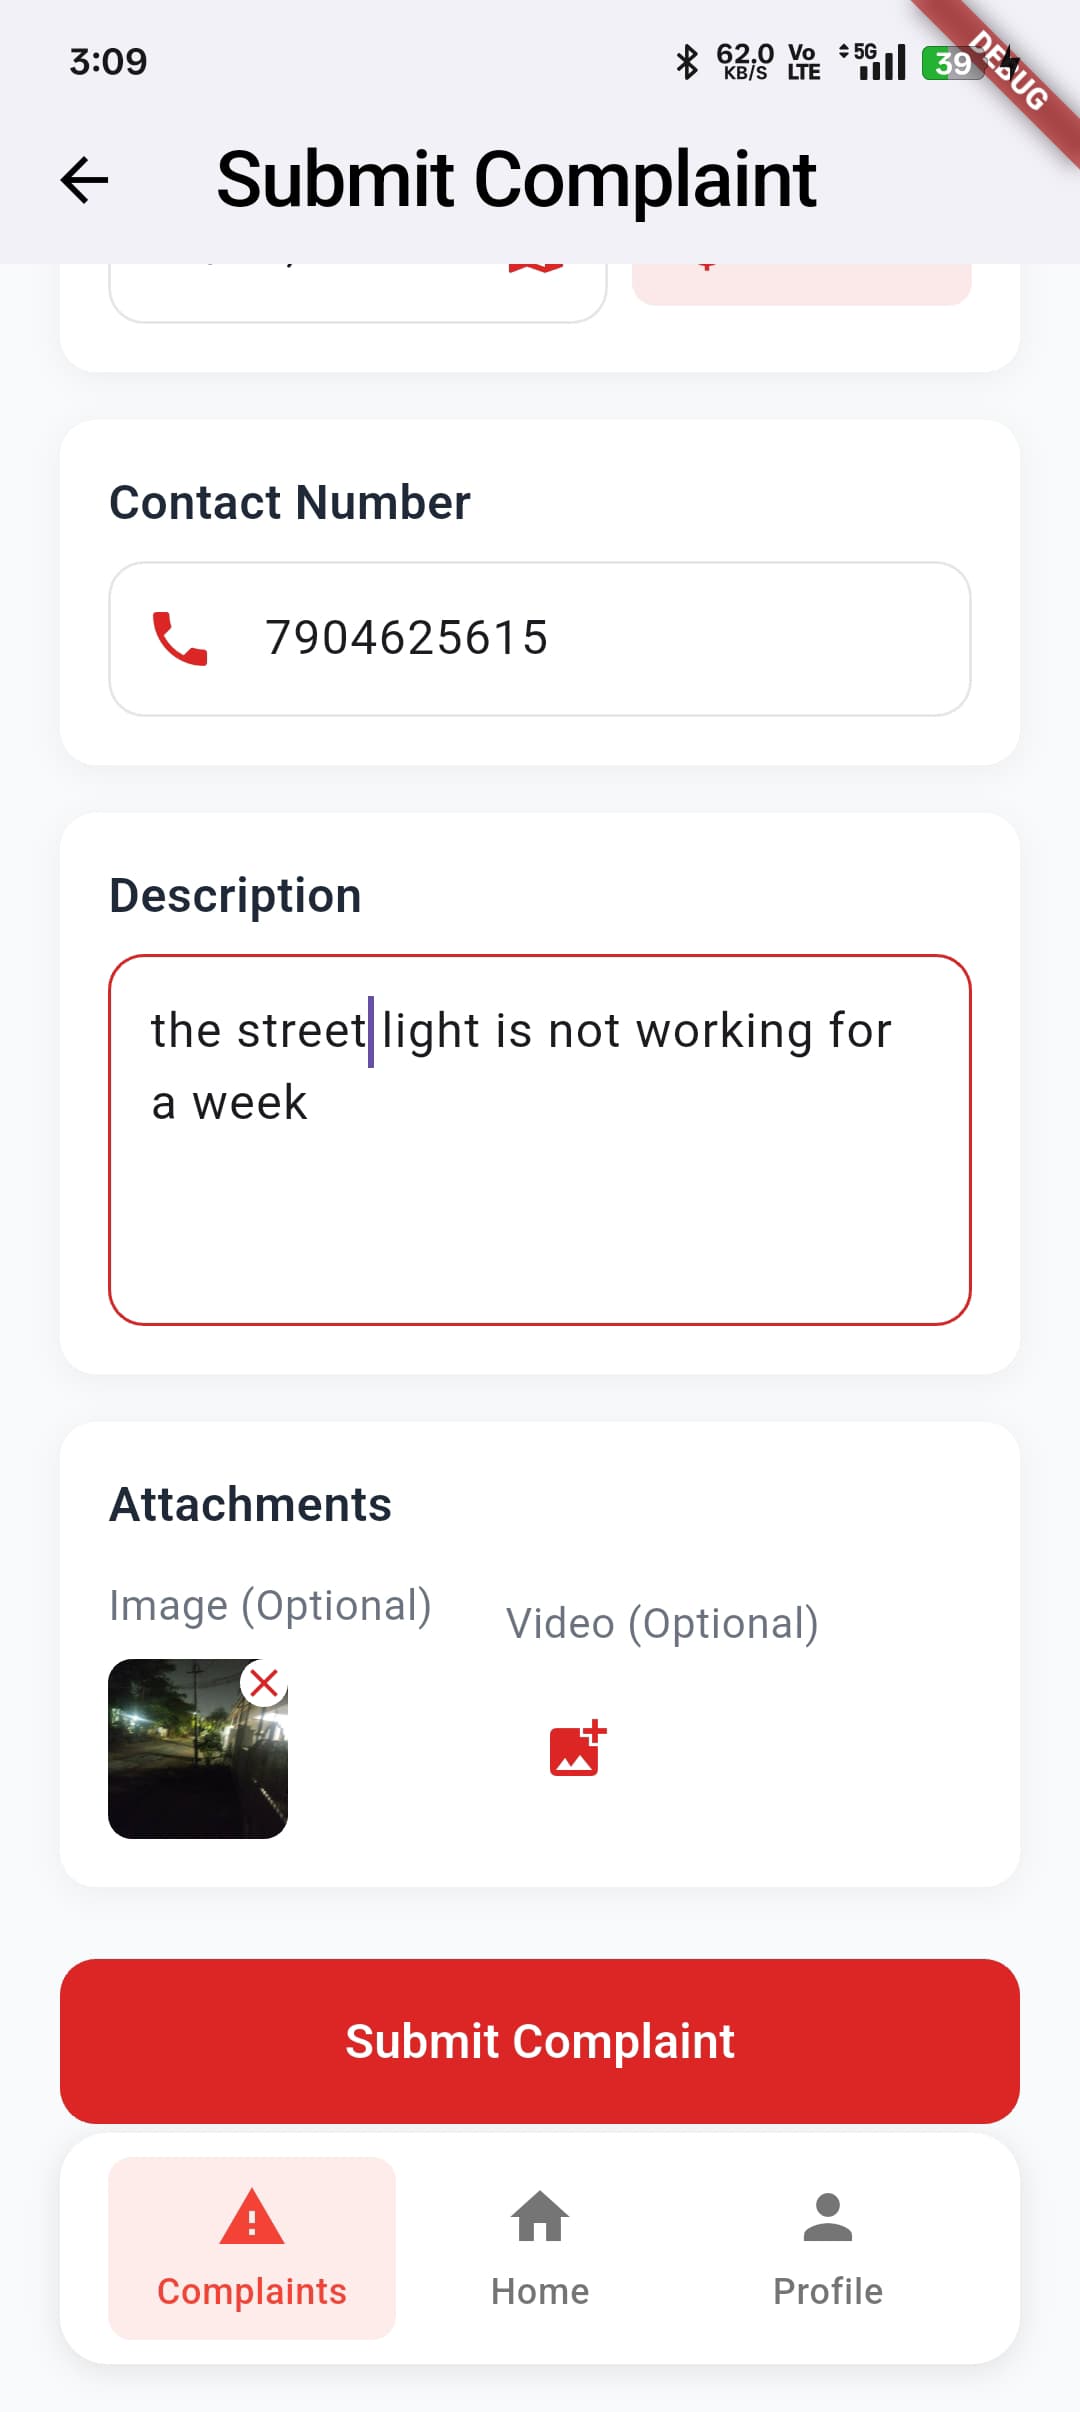 3:09
62.0 KB/S
Vo LTE
5G
39
DEBUG
Submit Complaint
Contact Number
7904625615
Description
the street light is not working for
a week
Attachments
Image (Optional)
Video (Optional)
Submit Complaint
Complaints
Home
Profile